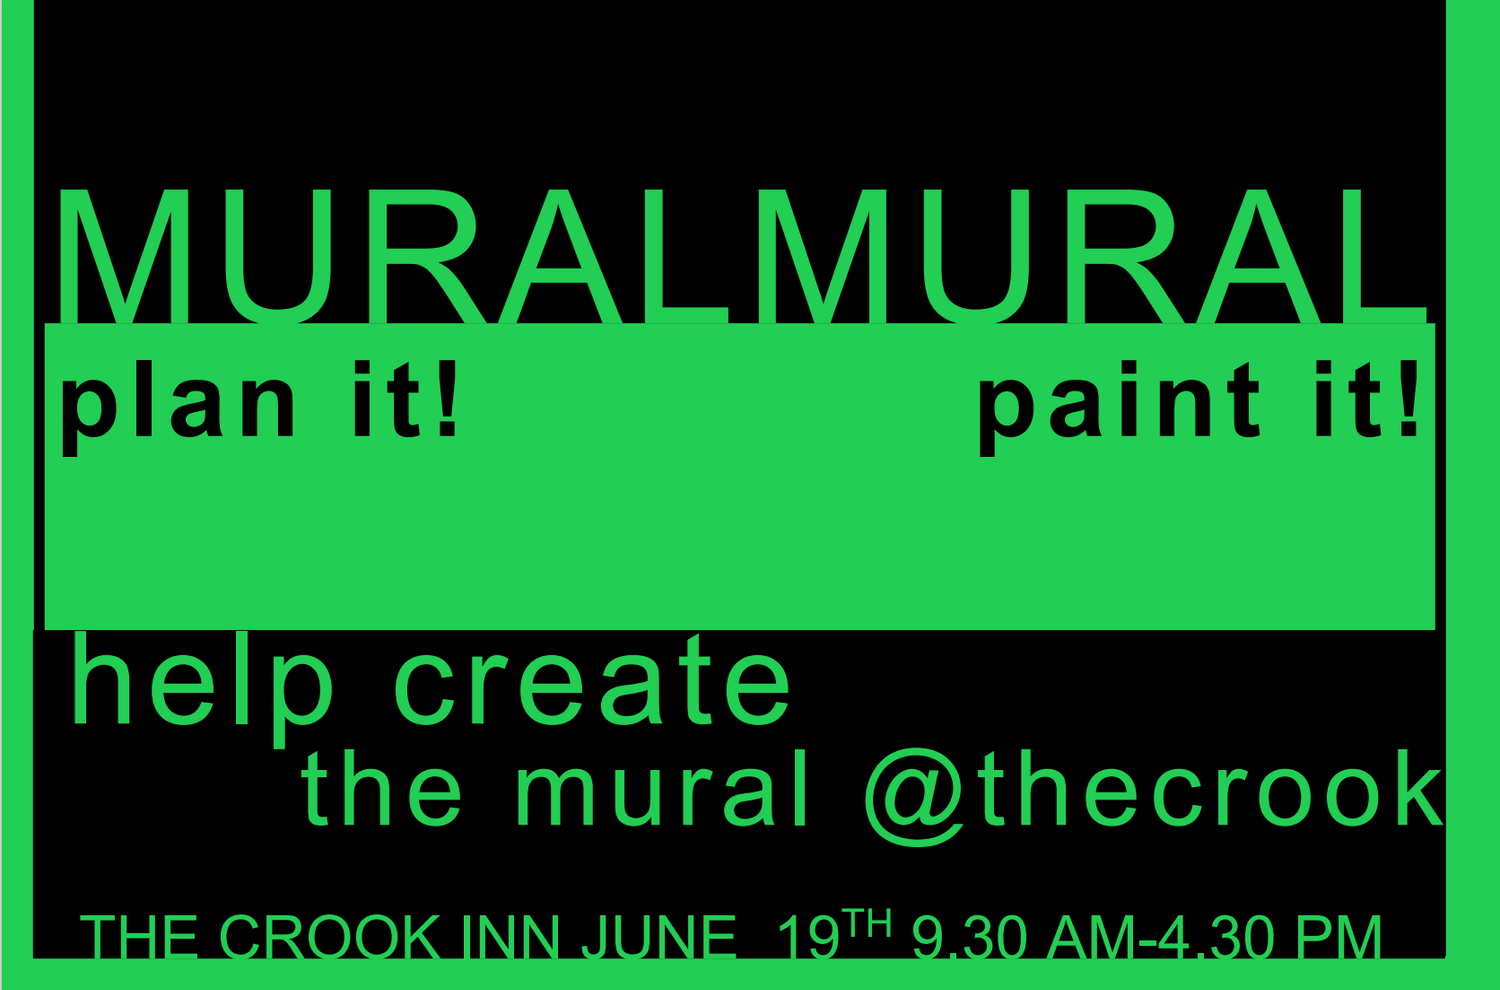 MURALMURAL
plan it! paint it!
help create
the mural @thecrook
THE CROOK INN JUNE 19TH 9.30 AM-4.30 PM